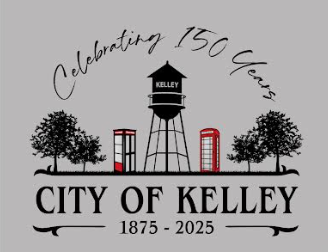 Celebrating 150 Years
KELLEY
CITY OF KELLEY
1875 - 2025